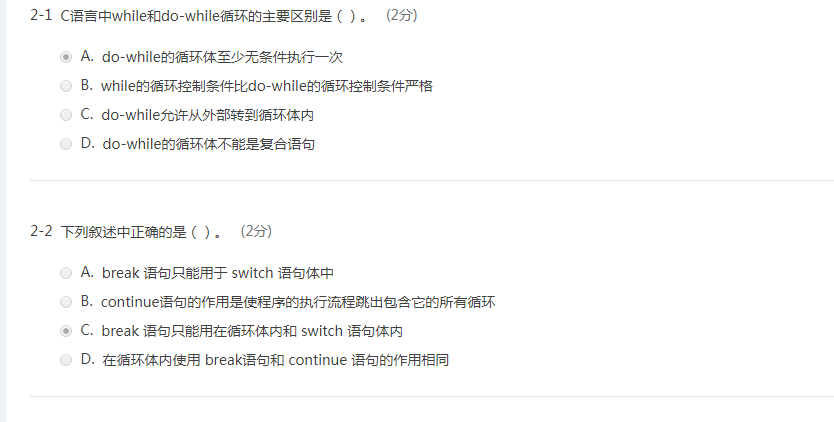 2-1 C语言中while和do-while循环的主要区别是（ ）。 (2分)
A. do-while的循环体至少无条件执行一次
B. while的循环控制条件比do-while的循环控制条件严格
C. do-while允许从外部转到循环体内
D. do-while的循环体不能是复合语句
2-2 下列叙述中正确的是（ ）。 (2分)
A. break 语句只能用于 switch 语句体中
B. continue语句的作用是使程序的执行流程跳出包含它的所有循环
C. break 语句只能用在循环体内和 switch 语句体内
D. 在循环体内使用 break语句和 continue 语句的作用相同